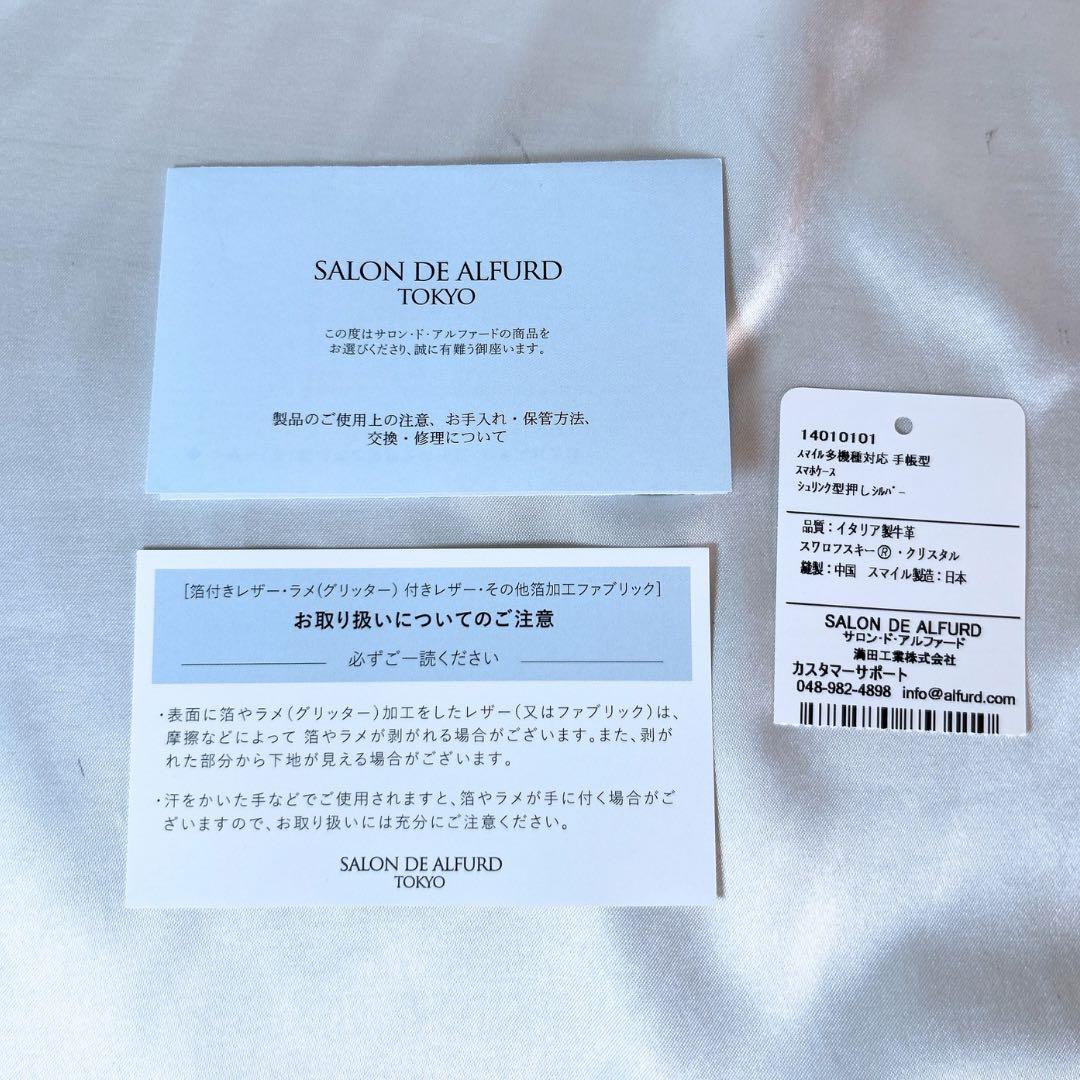 SALON DE ALFURD
TOKYO
この度はサロン・ド・アルファードの商品を
お選びくださり、誠に有難う御座います。
製品のご使用上の注意、お手入れ・保管方法、
交換・修理について
[箔付きレザー・ラメ(グリッター) 付きレザー・その他箔加工ファブリック]
お取り扱いについてのご注意
必ずご一読ください
・表面に箔やラメ(グリッター)加工をしたレザー(又はファブリック)は、
摩擦などによって 箔やラメが剥がれる場合がございます。また、剥が
れた部分から下地が見える場合がございます。
・汗をかいた手などでご使用されますと、箔やラメが手に付く場合がご
ざいますので、お取り扱いには充分にご注意ください。
SALON DE ALFURD
TOKYO
14010101
ｽﾏｲﾙ多機種対応 手帳型
ｽﾏﾎｹｰｽ
ｼｭﾘﾝｸ型押しｼﾙﾊﾞｰ
品質：イタリア製牛革
スワロフスキー®・クリスタル
縫製：中国 スマイル製造：日本
SALON DE ALFURD
サロン・ド・アルファード
満田工業株式会社
カスタマーサポート
048-982-4898 info@alfurd.com